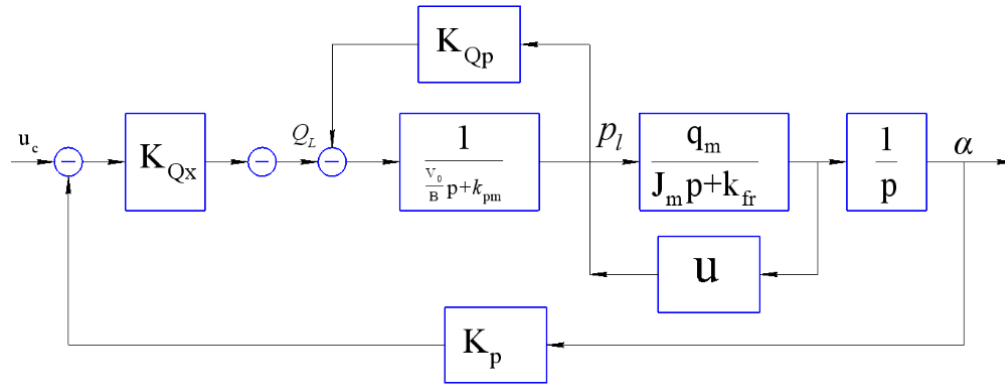 K_Qp
u_c
−
K_Qx
−
Q_L
−
1
V_0
B
p+k_pm
p_l
q_m
J_m p+k_fr
1
p
α
u
K_p